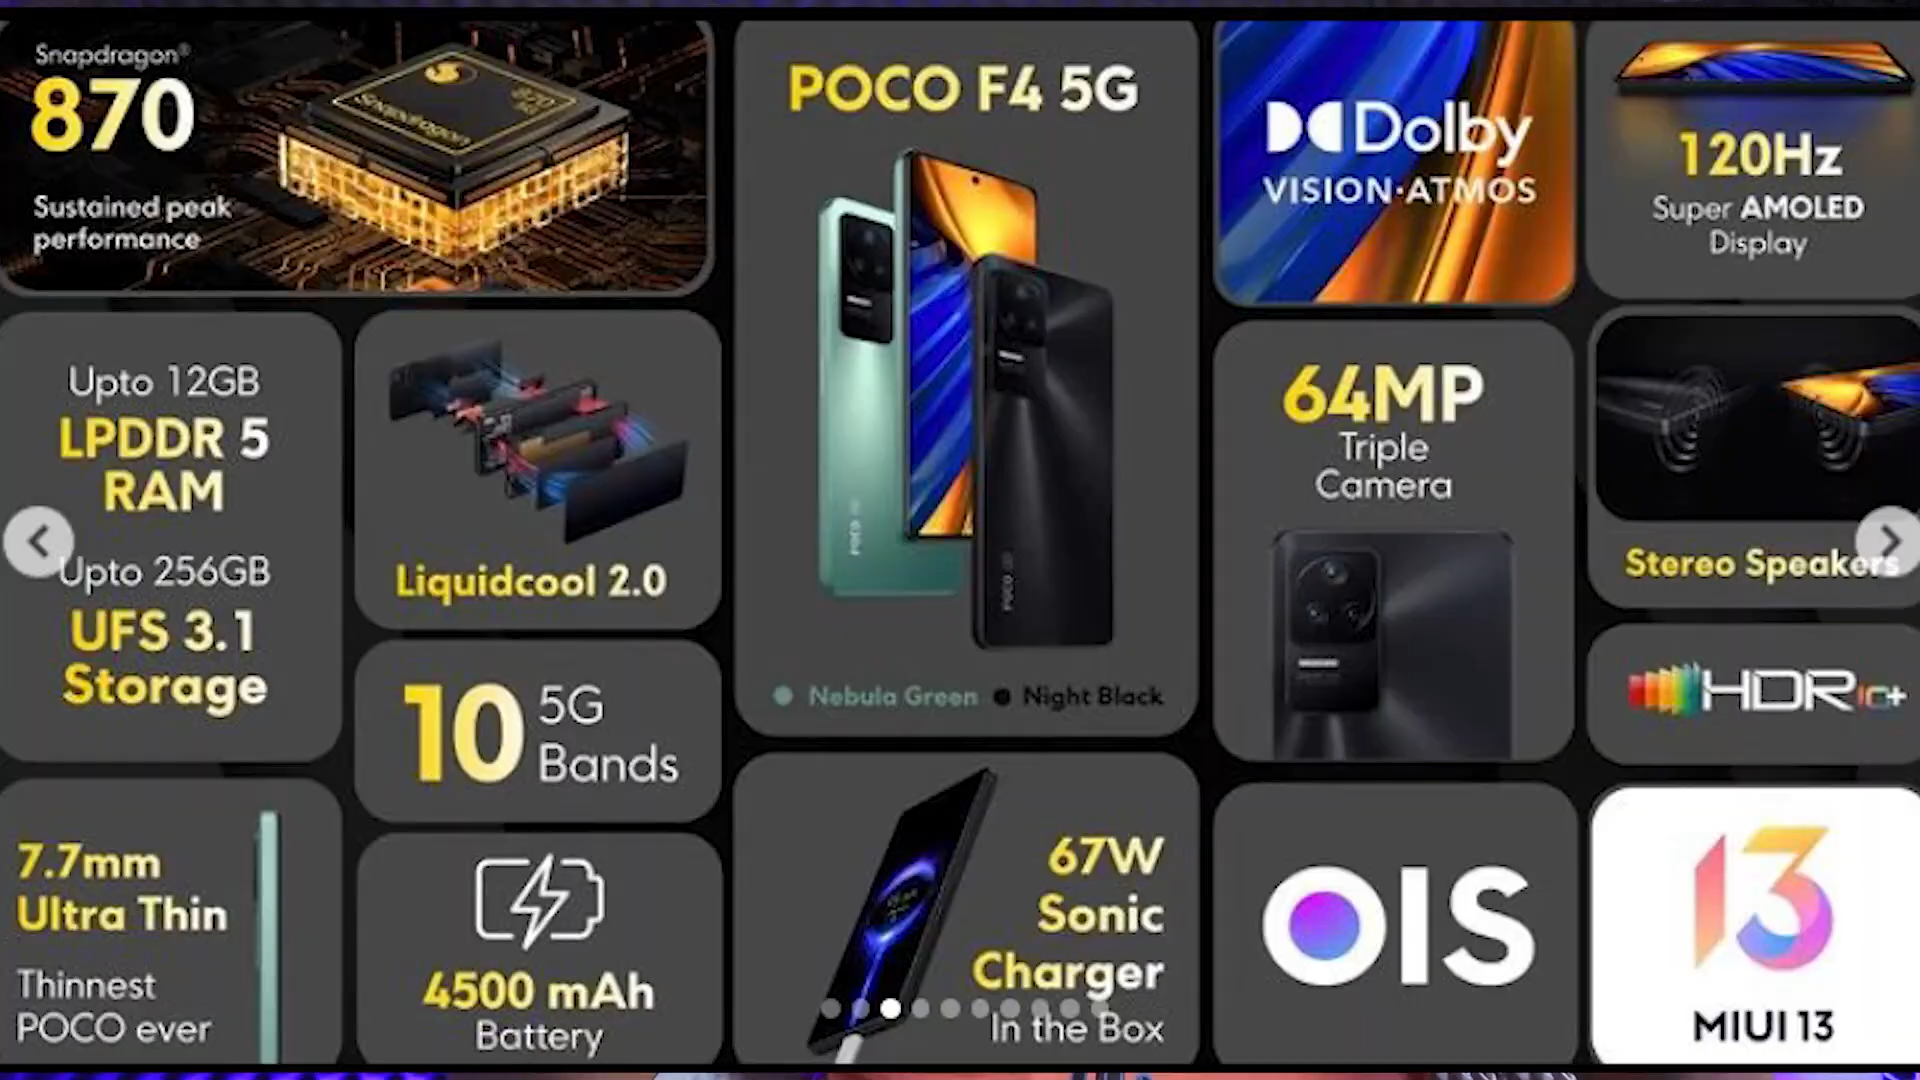 Snapdragon®
870
Sustained peak
performance
Snapdragon
POCO F4 5G
POCO
POCO
Nebula Green
Night Black
Dolby
VISION·ATMOS
120Hz
Super AMOLED
Display
Upto 12GB
LPDDR 5
RAM
Upto 256GB
UFS 3.1
Storage
Liquidcool 2.0
10 5G
Bands
64MP
Triple
Camera
Stereo Speakers
HDR10+
7.7mm
Ultra Thin
Thinnest
POCO ever
4500 mAh
Battery
67W
Sonic
Charger
In the Box
OIS
13
MIUI 13